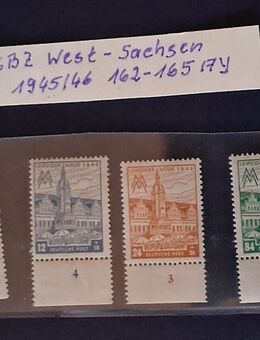 SBZ West-Sachsen
1945/46 162-165 A Y
LEIPZIGER MESSE 1946
12
DEUTSCHE POST
4
LEIPZIGER MESSE 1946
24
DEUTSCHE POST
3
84